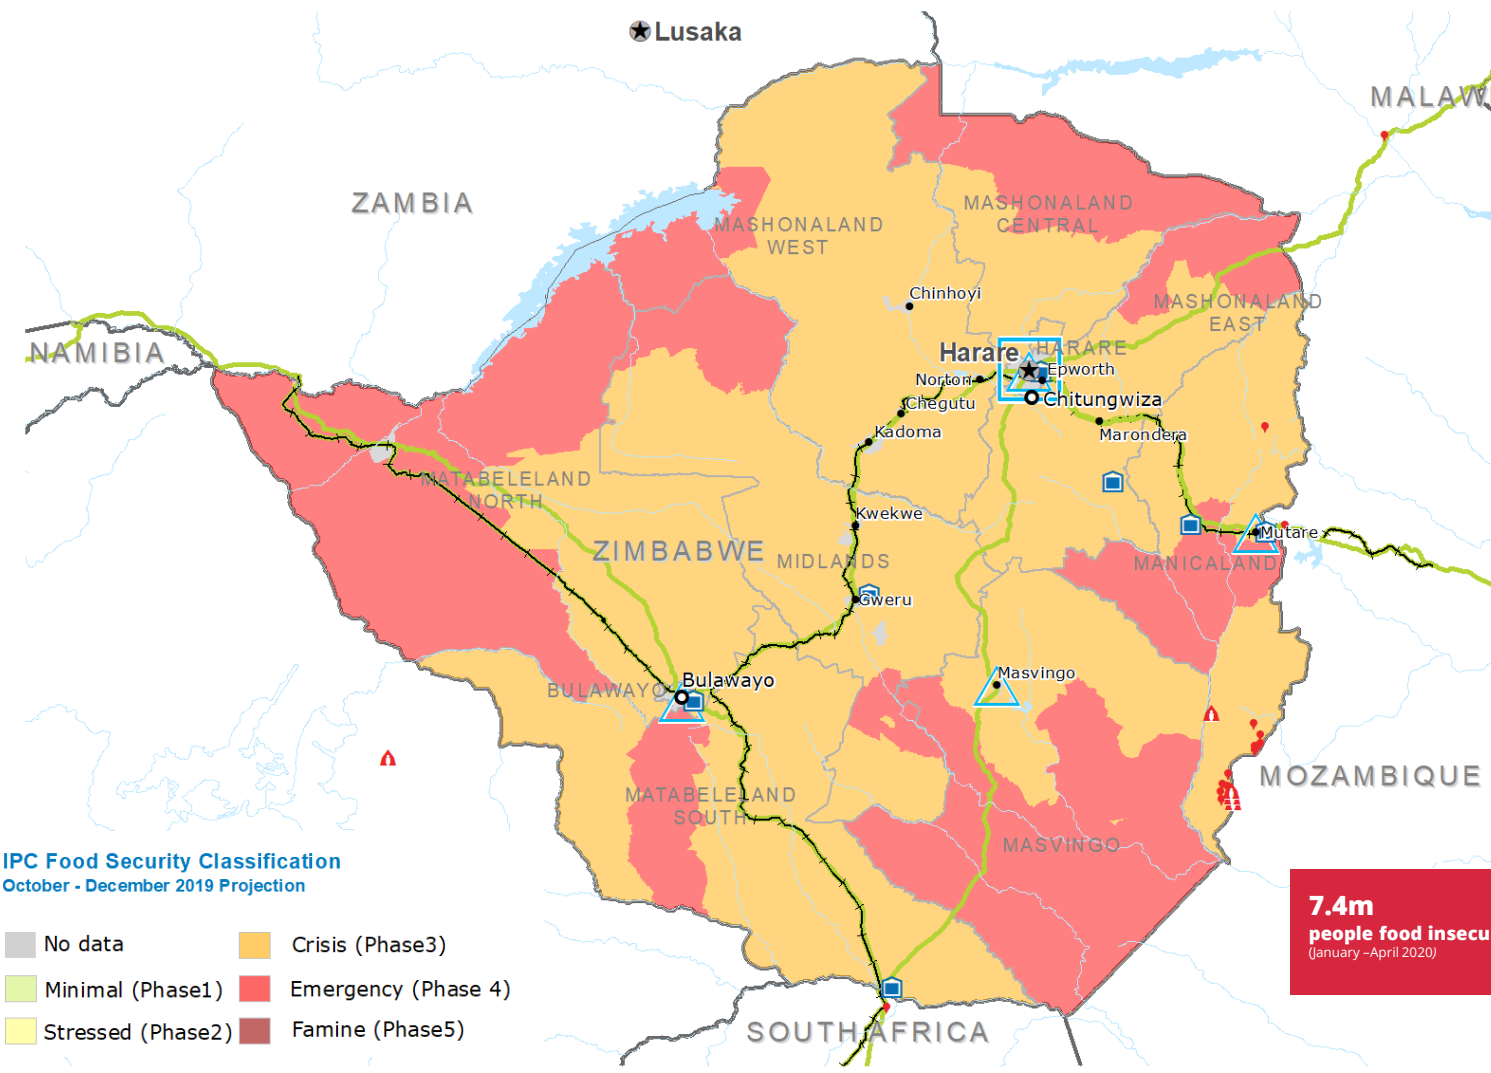 Lusaka
MALAW
ZAMBIA
MASHONALAND
CENTRAL
MASHONALAND
WEST
Chinhoyi
MASHONALAND
EAST
NAMIBIA
Harare
HARARE
Epworth
Norton
Chegutu
Chitungwiza
Kadoma
Marondera
MATABELELAND
NORTH
Kwekwe
Mutare
ZIMBABWE
MIDLANDS
MANICALAND
Gweru
Masvingo
Bulawayo
BULAWAYO
MOZAMBIQUE
MATABELELAND
SOUTH
MASVINGO
SOUTH AFRICA
IPC Food Security Classification
October - December 2019 Projection
No data
Crisis (Phase3)
Minimal (Phase1)
Emergency (Phase 4)
Stressed (Phase2)
Famine (Phase5)
7.4m
people food insecu
(January –April 2020)